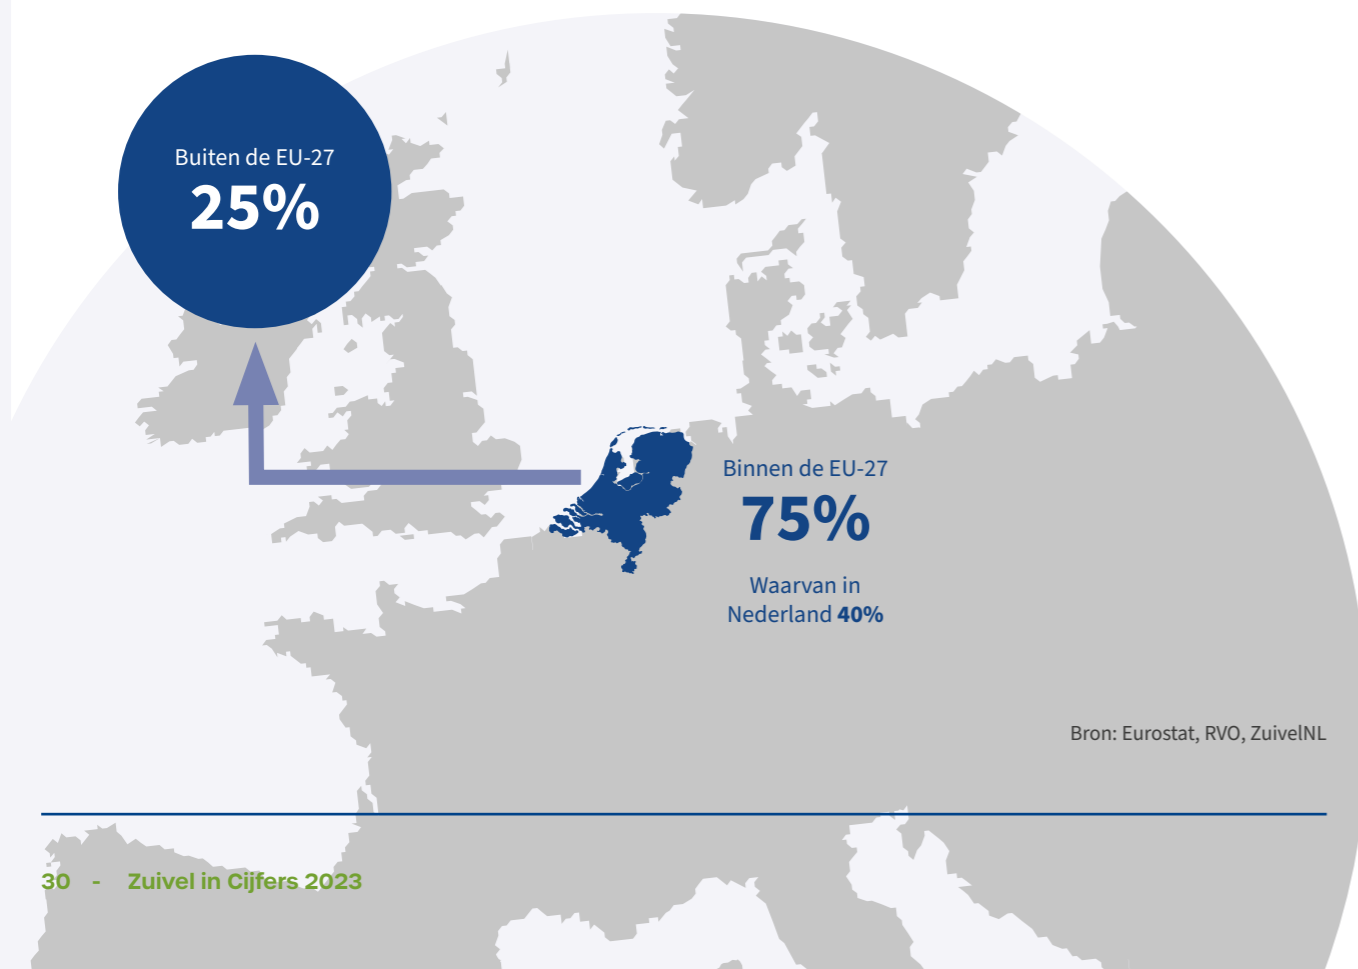 Buiten de EU-27
25%
Binnen de EU-27
75%
Waarvan in
Nederland 40%
Bron: Eurostat, RVO, ZuivelNL
30 - Zuivel in Cijfers 2023